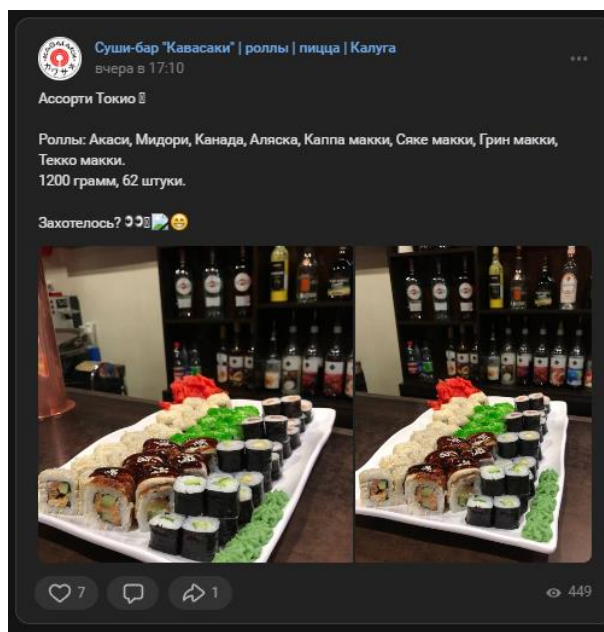 Суши-бар "Кавасаки" | роллы | пицца | Калуга
вчера в 17:10
Ассорти Токио
Роллы: Акаси, Мидори, Канада, Аляска, Каппа макки, Сяке макки, Грин макки,
Текко макки.
1200 грамм, 62 штуки.
Захотелось?
7
1
449